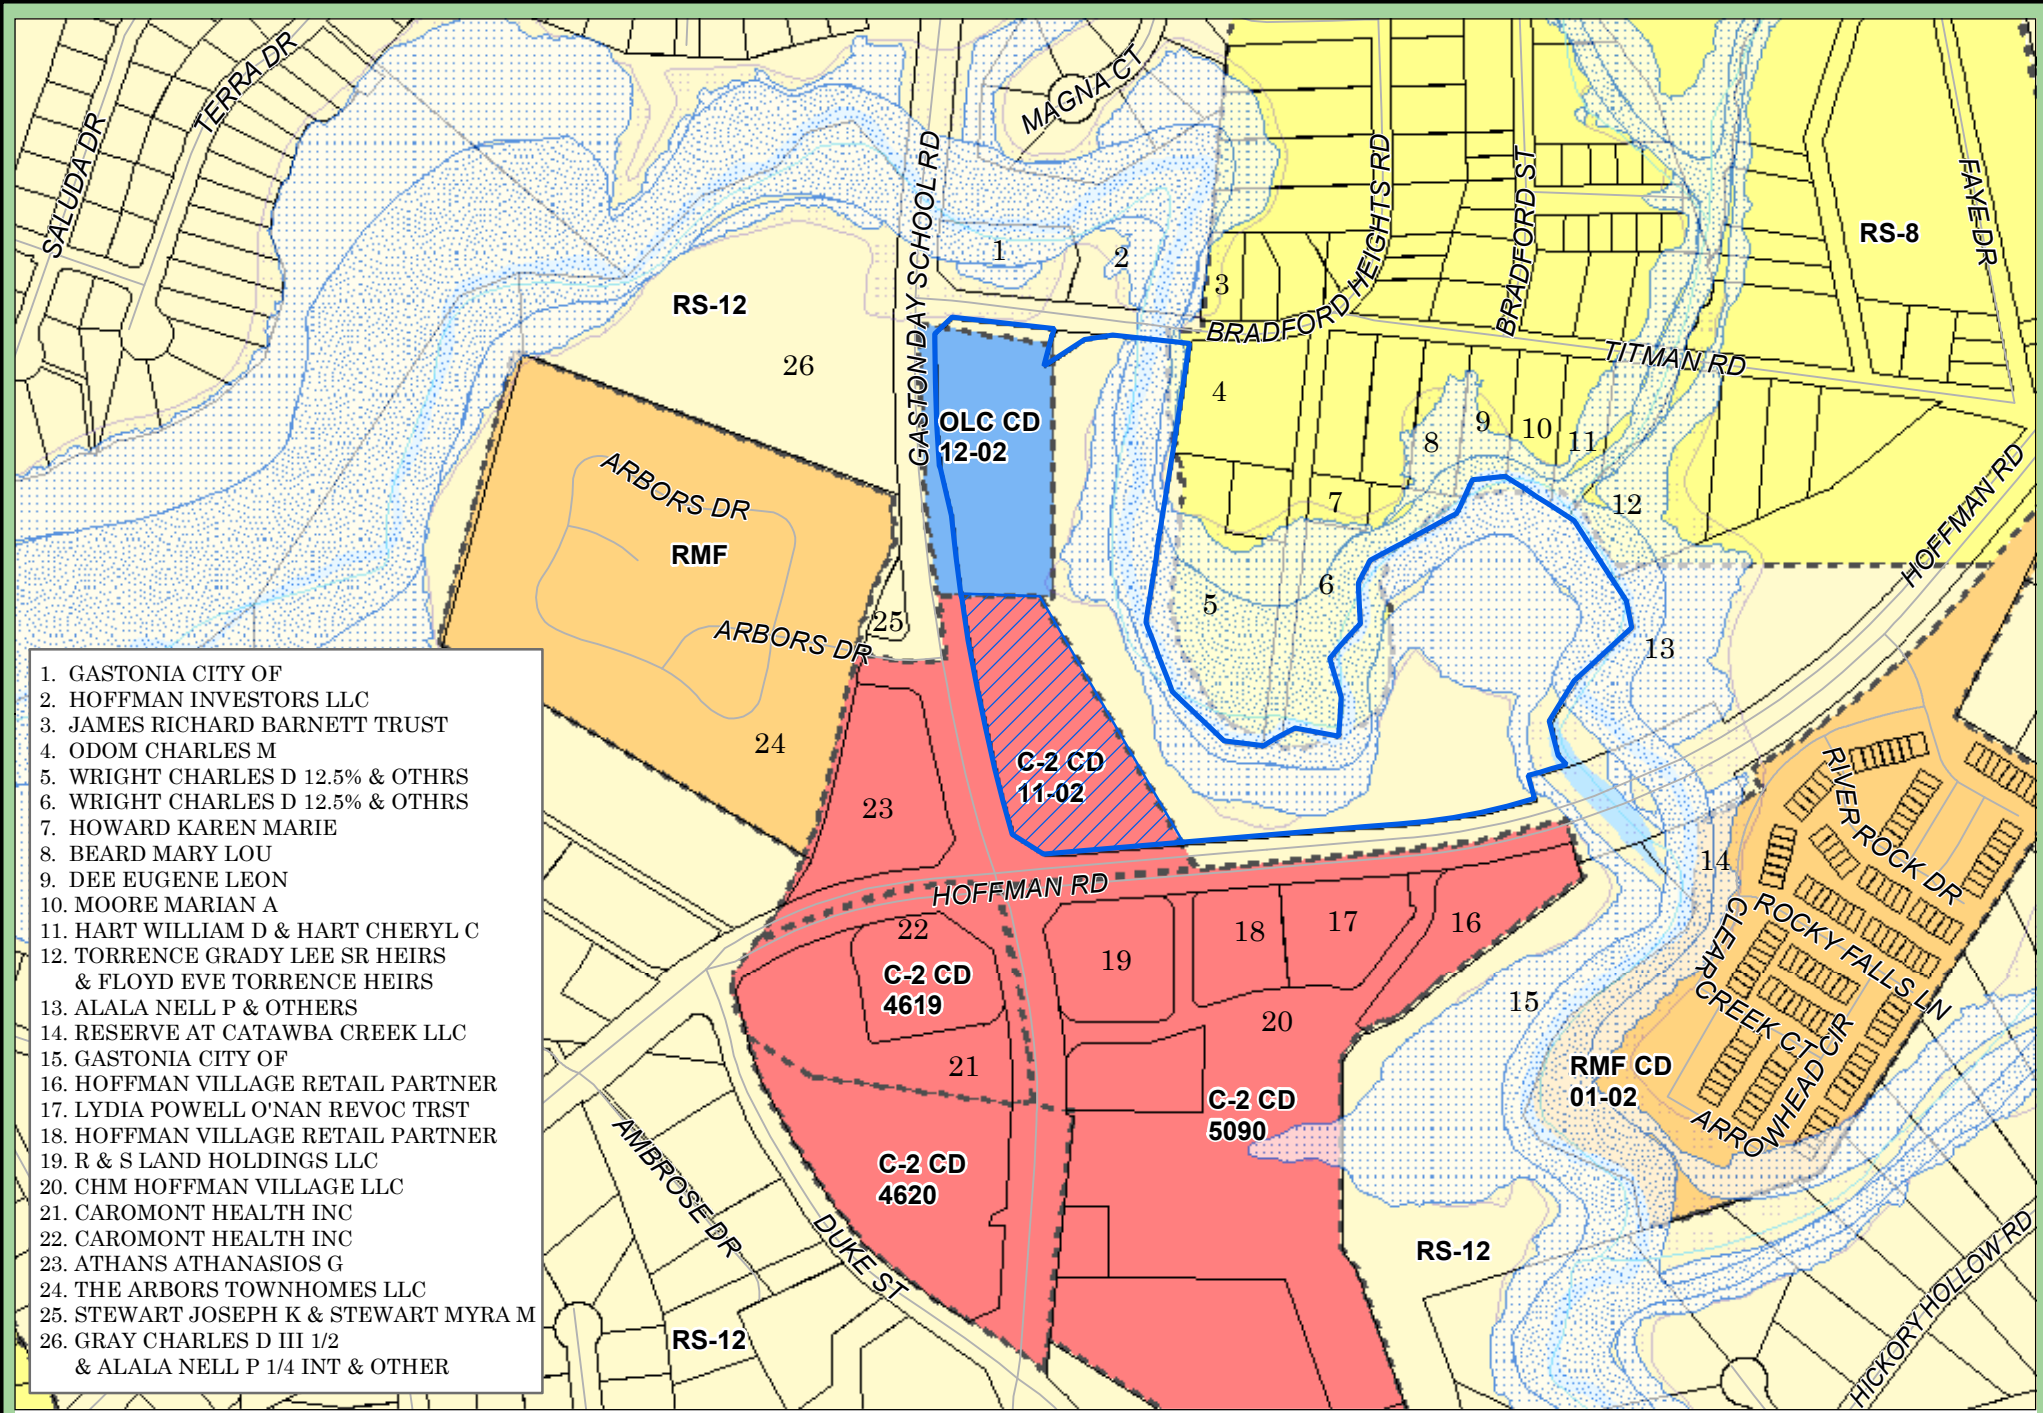 SALUDA DR
TERRA DR
MAGNA CT
GASTON DAY SCHOOL RD
BRADFORD HEIGHTS RD
BRADFORD ST
FAYE DR
RS-8
1
2
3
RS-12
26
TITMAN RD
4
OLC CD
12-02
8
9
10
11
12
7
HOFFMAN RD
ARBORS DR
RMF
5
6
25
ARBORS DR
13
24
C-2 CD
11-02
23
RIVER ROCK DR
14
HOFFMAN RD
ROCKY FALLS LN
CLEAR CREEK CT
ARROWHEAD CIR
22
C-2 CD
4619
19
18
17
16
15
20
21
RMF CD
01-02
C-2 CD
5090
C-2 CD
4620
AMBROSE DR
DUKE ST
RS-12
RS-12
HICKORY HOLLOW RD
1. GASTONIA CITY OF
2. HOFFMAN INVESTORS LLC
3. JAMES RICHARD BARNETT TRUST
4. ODOM CHARLES M
5. WRIGHT CHARLES D 12.5% & OTHRS
6. WRIGHT CHARLES D 12.5% & OTHRS
7. HOWARD KAREN MARIE
8. BEARD MARY LOU
9. DEE EUGENE LEON
10. MOORE MARIAN A
11. HART WILLIAM D & HART CHERYL C
12. TORRENCE GRADY LEE SR HEIRS
& FLOYD EVE TORRENCE HEIRS
13. ALALA NELL P & OTHERS
14. RESERVE AT CATAWBA CREEK LLC
15. GASTONIA CITY OF
16. HOFFMAN VILLAGE RETAIL PARTNER
17. LYDIA POWELL O'NAN REVOC TRST
18. HOFFMAN VILLAGE RETAIL PARTNER
19. R & S LAND HOLDINGS LLC
20. CHM HOFFMAN VILLAGE LLC
21. CAROMONT HEALTH INC
22. CAROMONT HEALTH INC
23. ATHANS ATHANASIOS G
24. THE ARBORS TOWNHOMES LLC
25. STEWART JOSEPH K & STEWART MYRA M
26. GRAY CHARLES D III 1/2
& ALALA NELL P 1/4 INT & OTHER